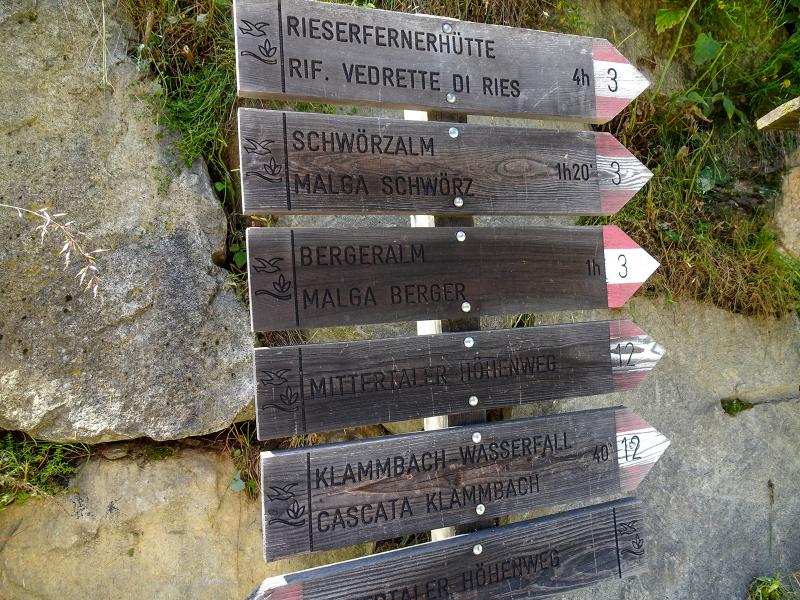 RIESERFERNERHÜTTE
RIF. VEDRETTE DI RIES 4h 3
SCHWÖRZALM
MALGA SCHWÖRZ 1h20' 3
BERGERALM
MALGA BERGER 1h 3
MITTERTALER HÖHENWEG 12
KLAMMBACH WASSERFALL
CASCATA KLAMMBACH 40' 12
HÖHENWEG